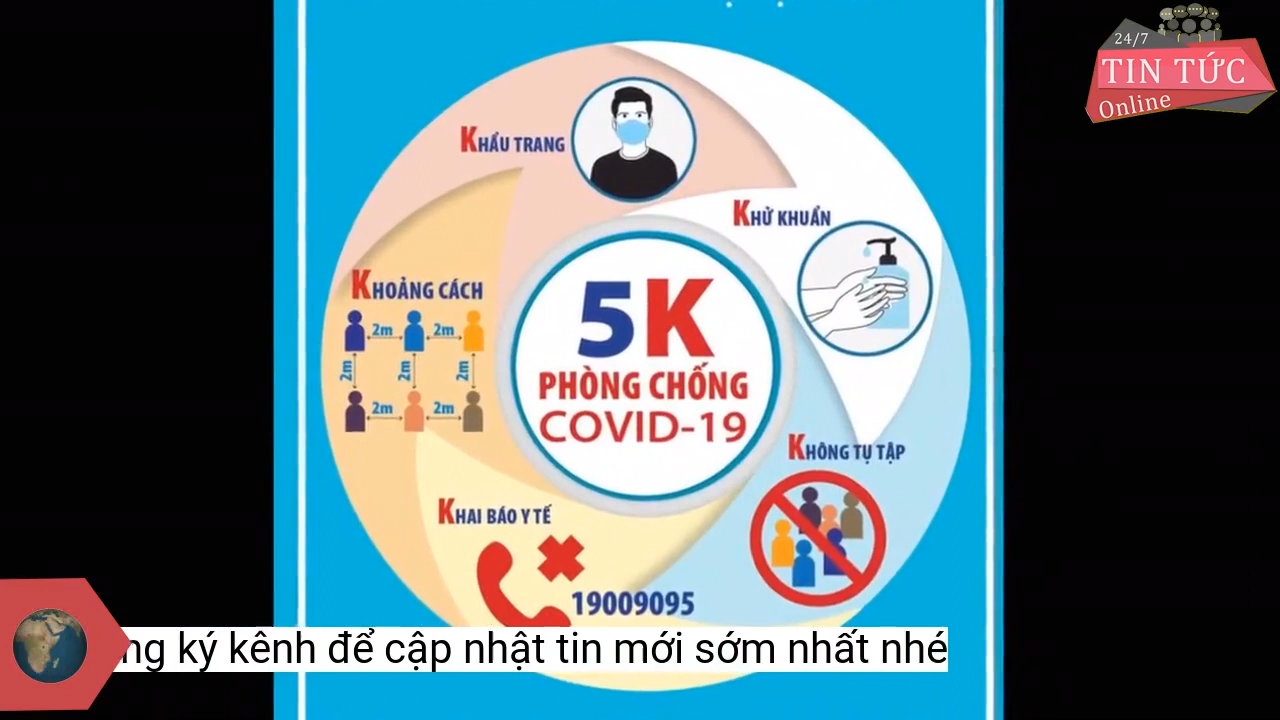 24/7
TIN TỨC
Online
KHẨU TRANG
KHỬ KHUẨN
KHOẢNG CÁCH
2m 2m
2m 2m 2m
2m 2m
5K
PHÒNG CHỐNG
COVID-19
KHÔNG TỤ TẬP
KHAI BÁO Y TẾ
19009095
ng ký kênh để cập nhật tin mới sớm nhất nhé